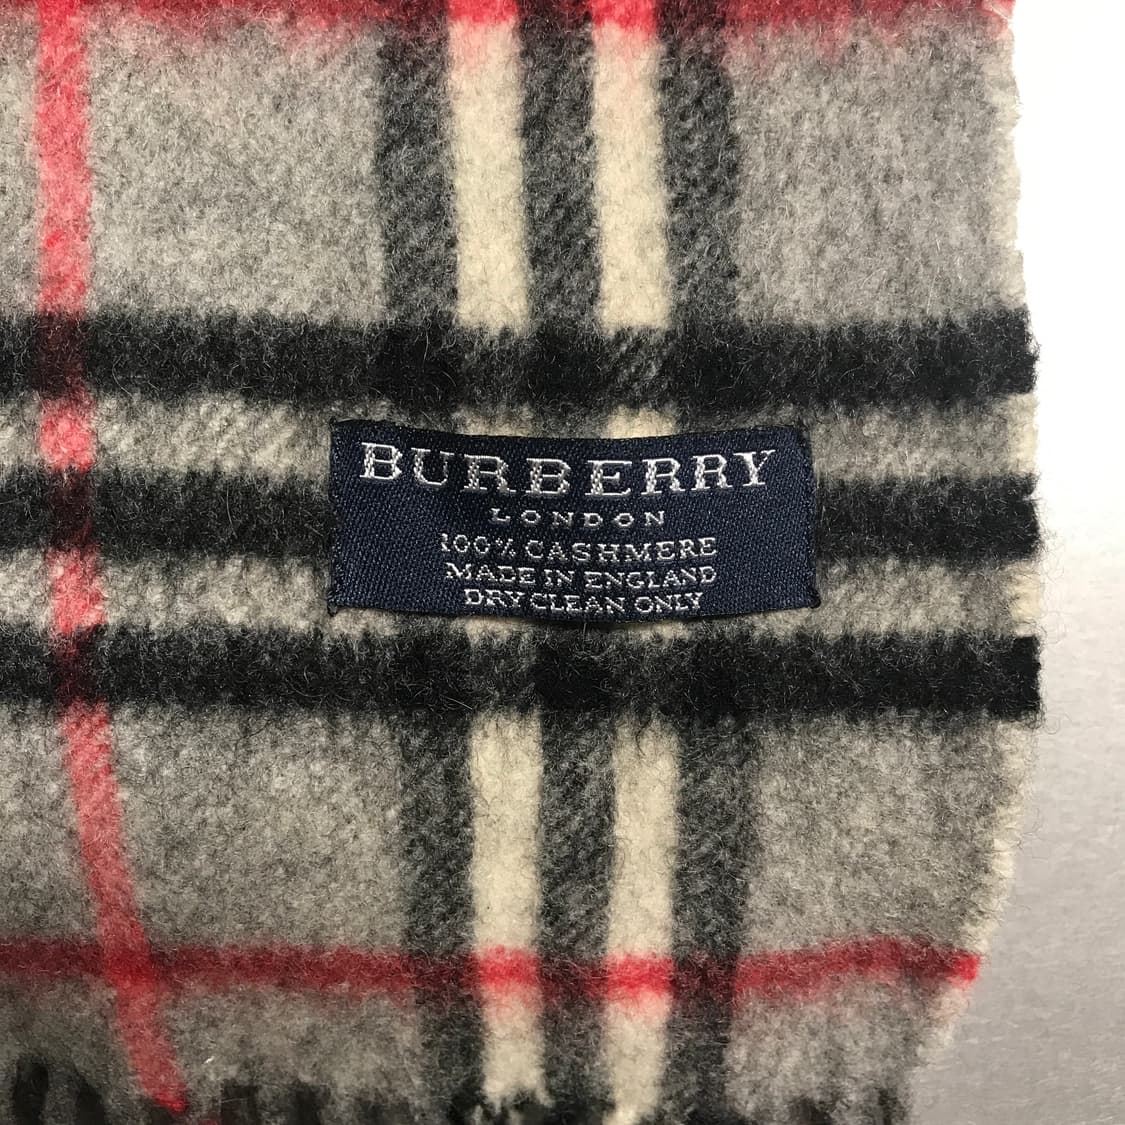 BURBERRY
LONDON
100% CASHMERE
MADE IN ENGLAND
DRY CLEAN ONLY